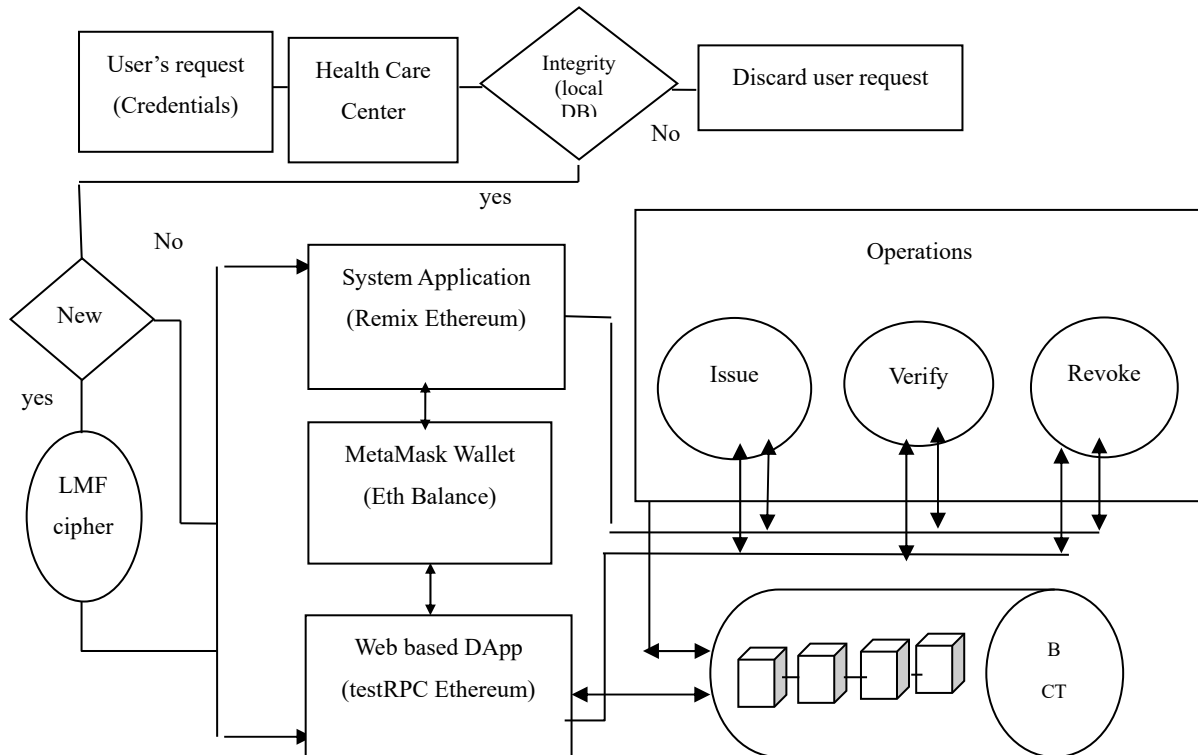 User's request
(Credentials)
Health Care
Center
Integrity
(local
DB)
Discard user request
No
yes
No
New
yes
LMF
cipher
System Application
(Remix Ethereum)
MetaMask Wallet
(Eth Balance)
Web based DApp
(testRPC Ethereum)
Operations
Issue
Verify
Revoke
B
CT